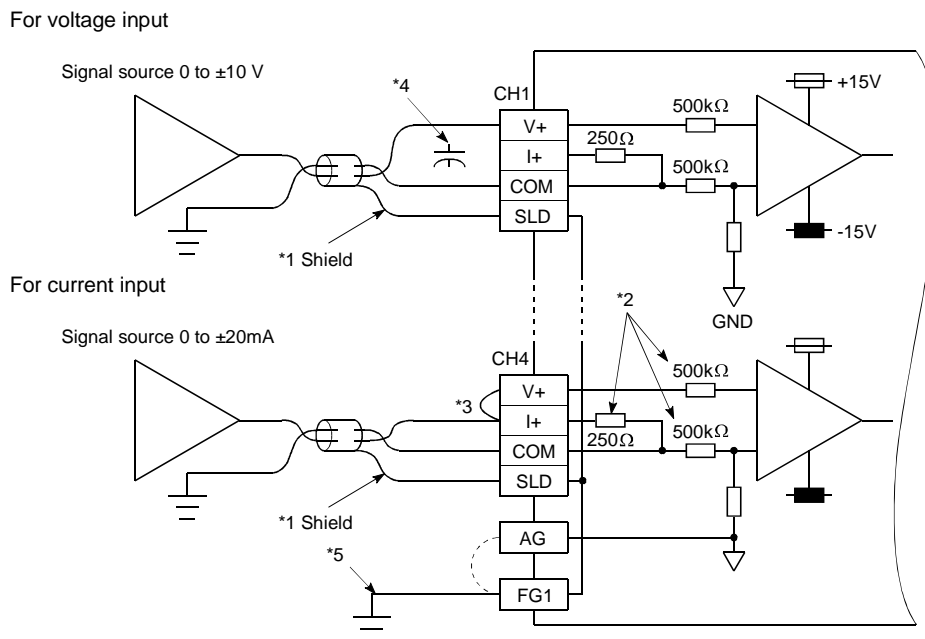 For voltage input
Signal source 0 to ±10 V
*4
CH1
V+
I+
COM
SLD
250Ω
500kΩ
500kΩ
+15V
-15V
GND
*1 Shield
For current input
Signal source 0 to ±20mA
*2
CH4
*3
V+
I+
COM
SLD
250Ω
500kΩ
500kΩ
*1 Shield
AG
*5
FG1